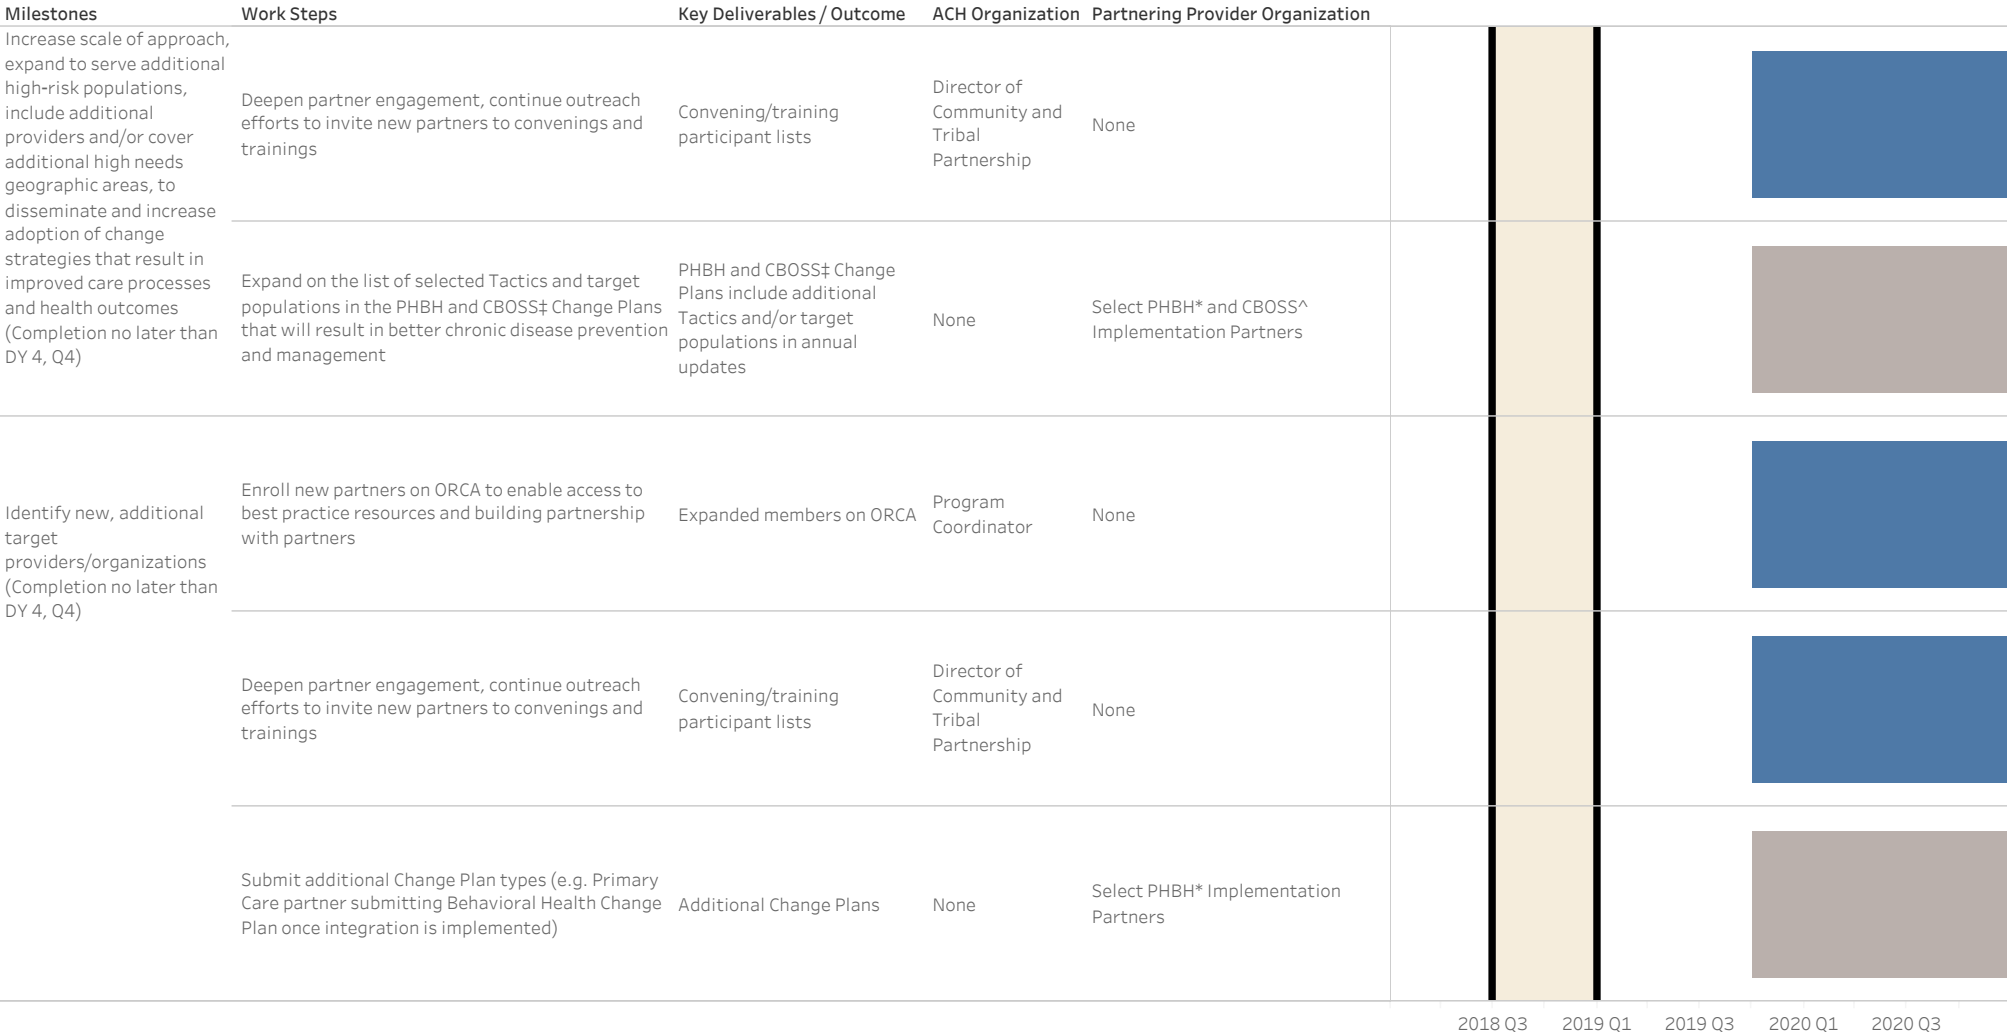 Milestones Work Steps Key Deliverables / Outcome ACH Organization Partnering Provider Organization
Increase scale of approach,
expand to serve additional
high-risk populations,
include additional
providers and/or cover
additional high needs
geographic areas, to
disseminate and increase
adoption of change
strategies that result in
improved care processes
and health outcomes
(Completion no later than
DY 4, Q4)
Deepen partner engagement, continue outreach
efforts to invite new partners to convenings and
trainings
Convening/training
participant lists
Director of
Community and
Tribal
Partnership
None
Expand on the list of selected Tactics and target
populations in the PHBH and CBOSS‡ Change Plans
that will result in better chronic disease prevention
and management
PHBH and CBOSS‡ Change
Plans include additional
Tactics and/or target
populations in annual
updates
None
Select PHBH* and CBOSS^
Implementation Partners
Identify new, additional
target
providers/organizations
(Completion no later than
DY 4, Q4)
Enroll new partners on ORCA to enable access to
best practice resources and building partnership
with partners
Expanded members on ORCA
Program
Coordinator
None
Deepen partner engagement, continue outreach
efforts to invite new partners to convenings and
trainings
Convening/training
participant lists
Director of
Community and
Tribal
Partnership
None
Submit additional Change Plan types (e.g. Primary
Care partner submitting Behavioral Health Change
Plan once integration is implemented)
Additional Change Plans
None
Select PHBH* Implementation
Partners
2018 Q3 2019 Q1 2019 Q3 2020 Q1 2020 Q3